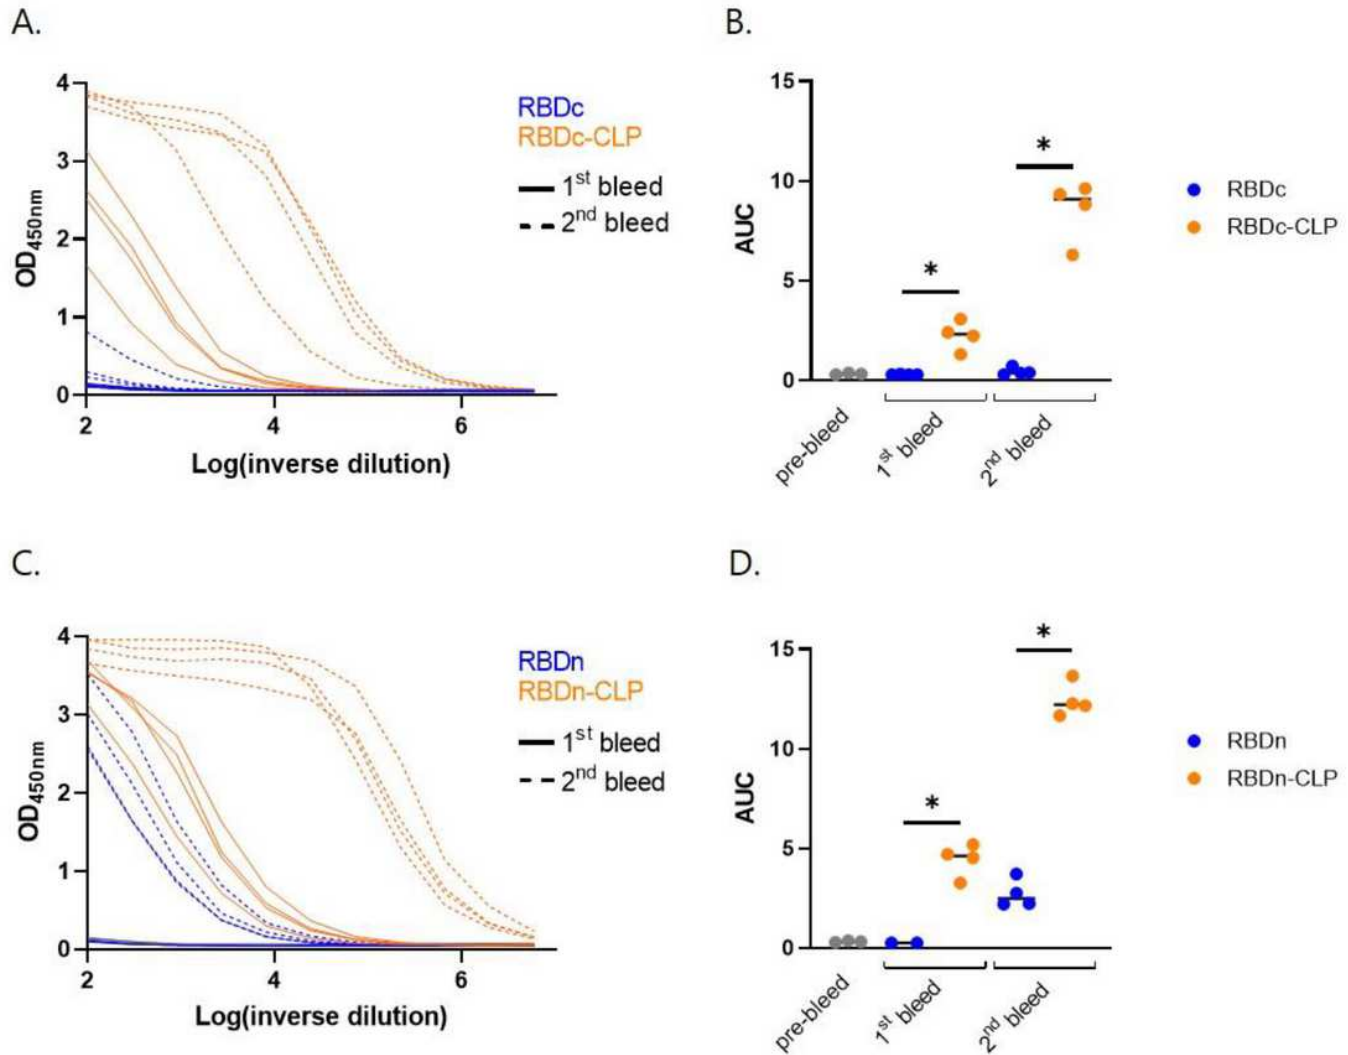 A.
4
3
2
1
0
OD450nm
2
4
6
Log(inverse dilution)
RBDc
RBDc-CLP
1st bleed
2nd bleed
B.
15
10
5
0
AUC
*
*
pre-bleed
1st bleed
2nd bleed
RBDc
RBDc-CLP
C.
4
3
2
1
0
OD450nm
2
4
6
Log(inverse dilution)
RBDn
RBDn-CLP
1st bleed
2nd bleed
D.
15
10
5
0
AUC
*
*
pre-bleed
1st bleed
2nd bleed
RBDn
RBDn-CLP